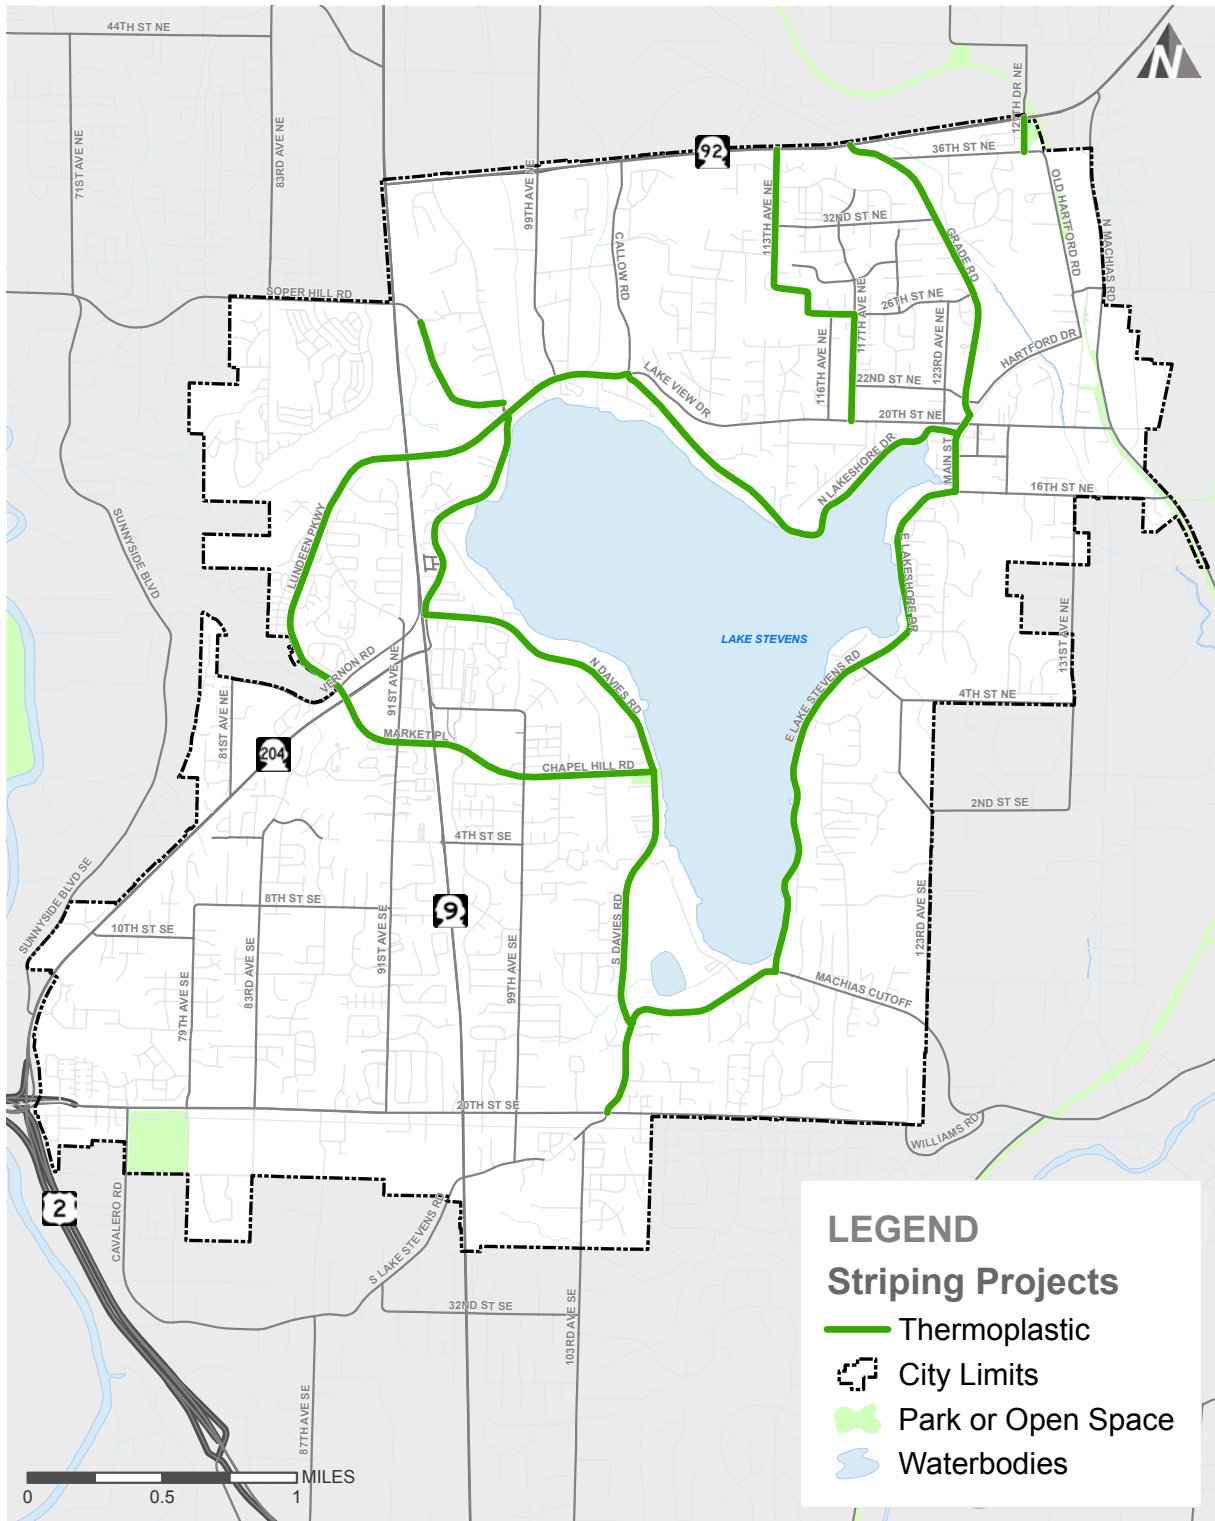 44TH ST NE
N
71ST AVE NE
83RD AVE NE
99TH AVE NE
92
127TH DR NE
36TH ST NE
CALLOW RD
113TH AVE NE
32ND ST NE
GRADE RD
OLD HARTFORD RD
N MACHIAS RD
SOPER HILL RD
26TH ST NE
117TH AVE NE
116TH AVE NE
123RD AVE NE
HARTFORD DR
LAKE VIEW DR
22ND ST NE
20TH ST NE
N LAKESHORE DR
MAIN ST
16TH ST NE
SUNNYSIDE BLVD
LUNDEEN PKWY
E LAKESHORE DR
LAKE STEVENS
131ST AVE NE
VERNON RD
91ST AVE NE
N DAVIES RD
E LAKE STEVENS RD
4TH ST NE
81ST AVE NE
204
MARKET PL
CHAPEL HILL RD
2ND ST SE
4TH ST SE
SUNNYSIDE BLVD SE
8TH ST SE
10TH ST SE
9
S DAVIES RD
123RD AVE SE
79TH AVE SE
83RD AVE SE
91ST AVE SE
99TH AVE SE
MACHIAS CUTOFF
20TH ST SE
WILLIAMS RD
2
CAVALERO RD
S LAKE STEVENS RD
32ND ST SE
103RD AVE SE
87TH AVE SE
LEGEND
Striping Projects
Thermoplastic
City Limits
Park or Open Space
Waterbodies
MILES
0 0.5 1